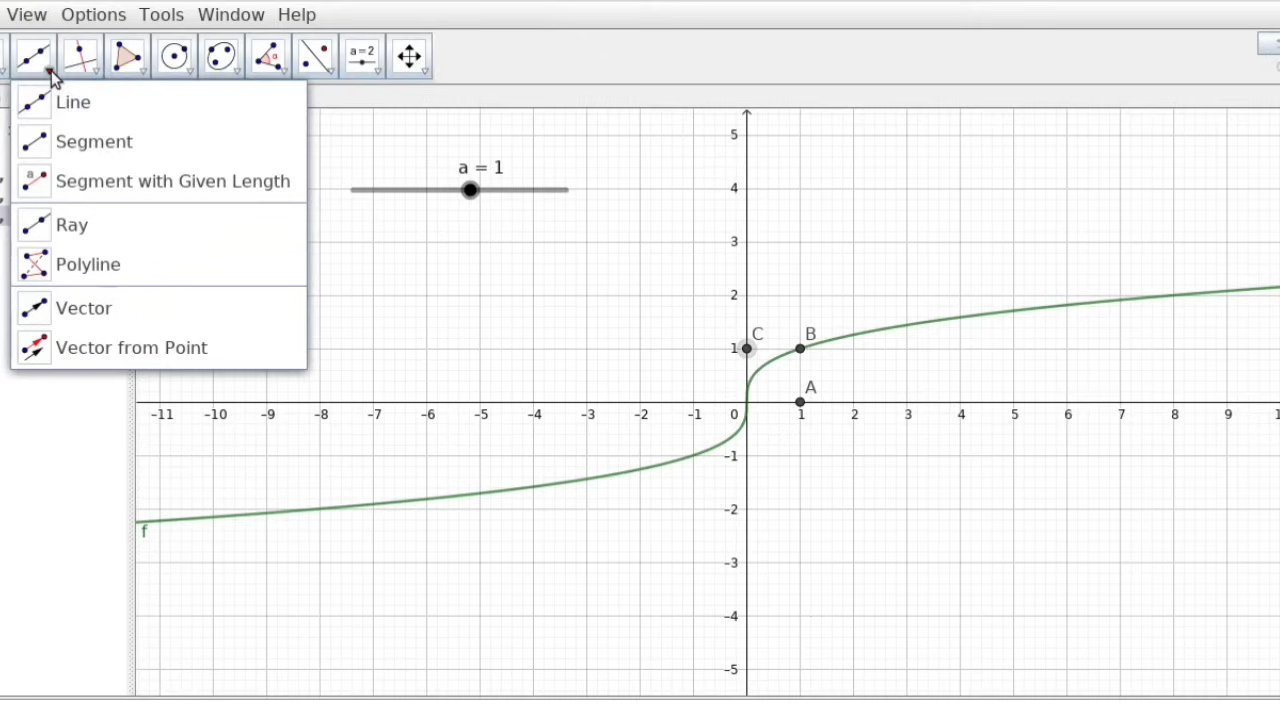 View Options Tools Window Help
a=2
Line
Segment
a
Segment with Given Length
Ray
Polyline
Vector
Vector from Point
a = 1
5
4
3
2
1
C
B
A
-11 -10 -9 -8 -7 -6 -5 -4 -3 -2 -1 0 1 2 3 4 5 6 7 8 9
-1
-2
f
-3
-4
-5